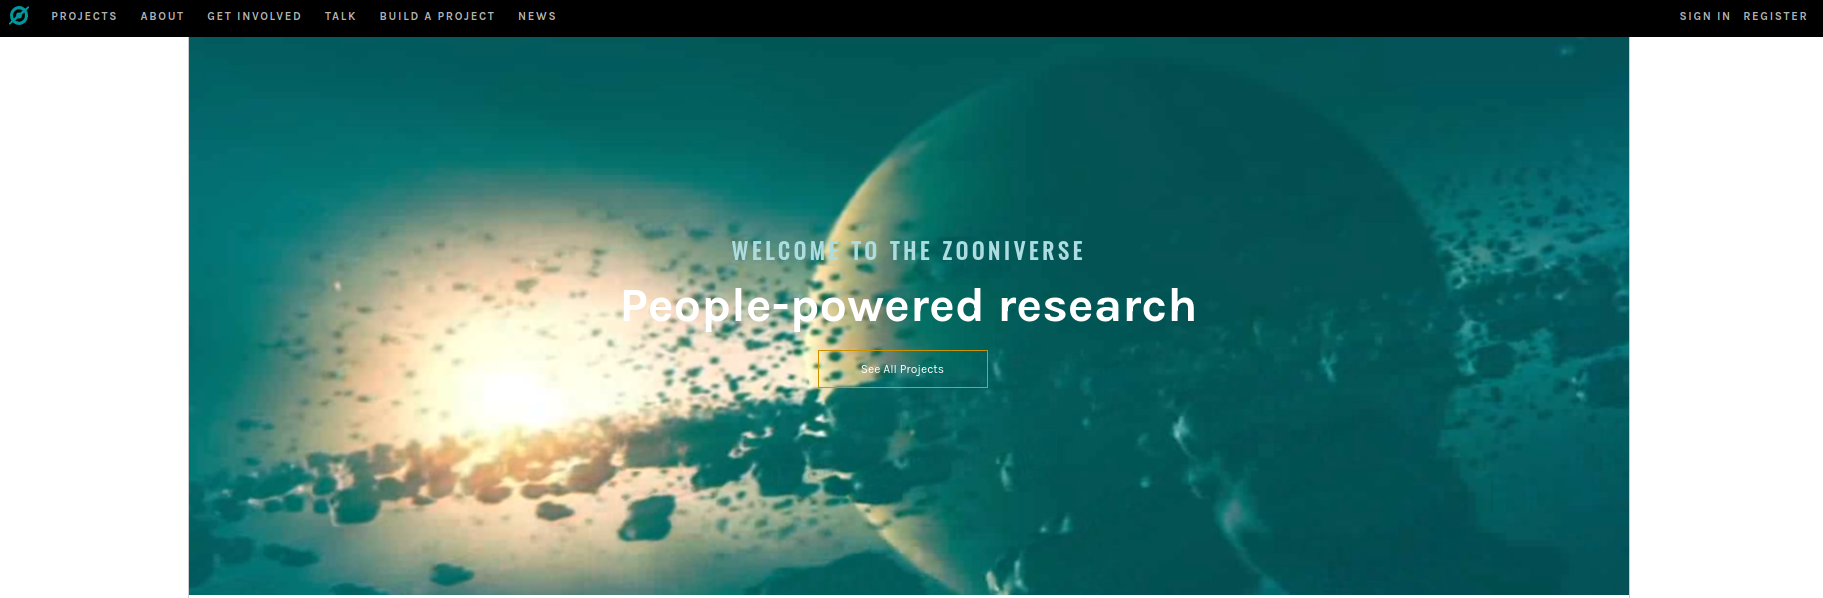 PROJECTS ABOUT GET INVOLVED TALK BUILD A PROJECT NEWS SIGN IN REGISTER
WELCOME TO THE ZOONIVERSE
People-powered research
See All Projects